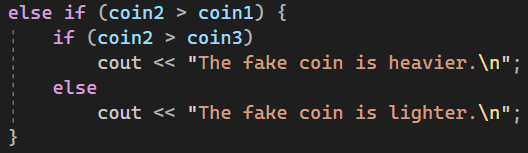 else if (coin2 > coin1) {
    if (coin2 > coin3)
        cout << "The fake coin is heavier.\n";
    else
        cout << "The fake coin is lighter.\n";
}